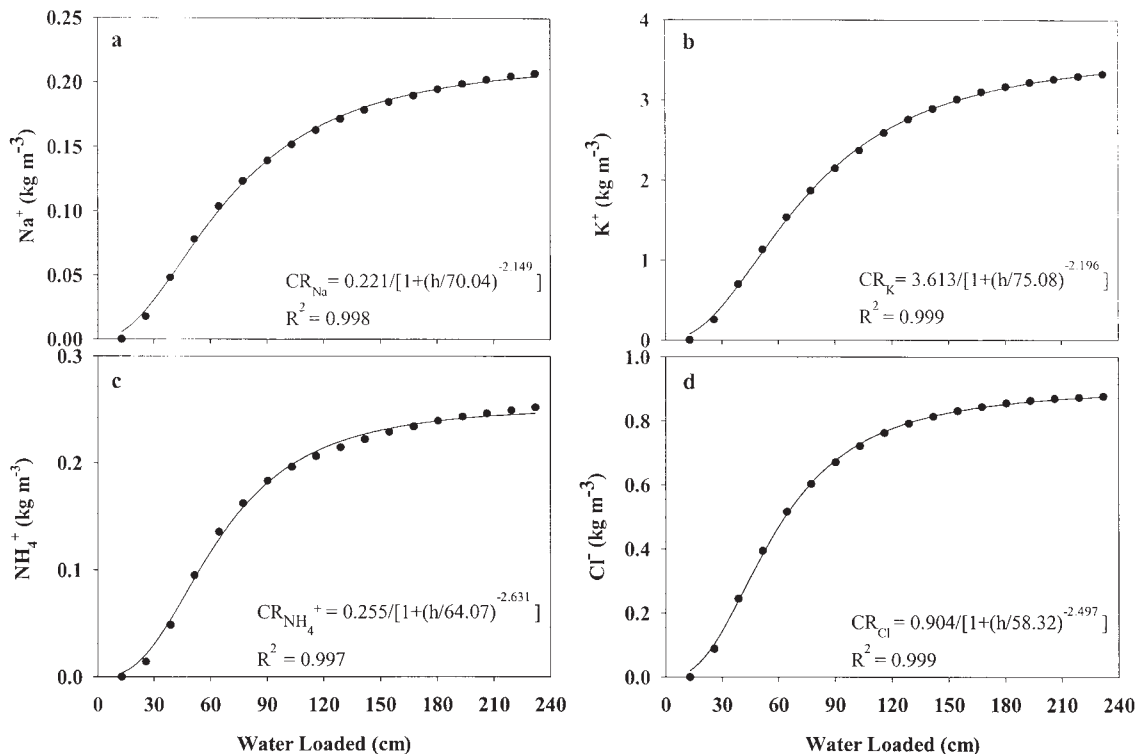 a
0.25
0.20
0.15
0.10
0.05
0.00
Na⁺ (kg m⁻³)
CR_Na = 0.221/[1+(h/70.04)^-2.149]
R² = 0.998
b
4
3
2
1
0
K⁺ (kg m⁻³)
CR_K = 3.613/[1+(h/75.08)^-2.196]
R² = 0.999
c
0.3
0.2
0.1
0.0
NH₄⁺ (kg m⁻³)
CR_NH₄⁺ = 0.255/[1+(h/64.07)^-2.631]
R² = 0.997
0 30 60 90 120 150 180 210 240
Water Loaded (cm)
d
1.0
0.8
0.6
0.4
0.2
0.0
Cl⁻ (kg m⁻³)
CR_Cl = 0.904/[1+(h/58.32)^-2.497]
R² = 0.999
0 30 60 90 120 150 180 210 240
Water Loaded (cm)